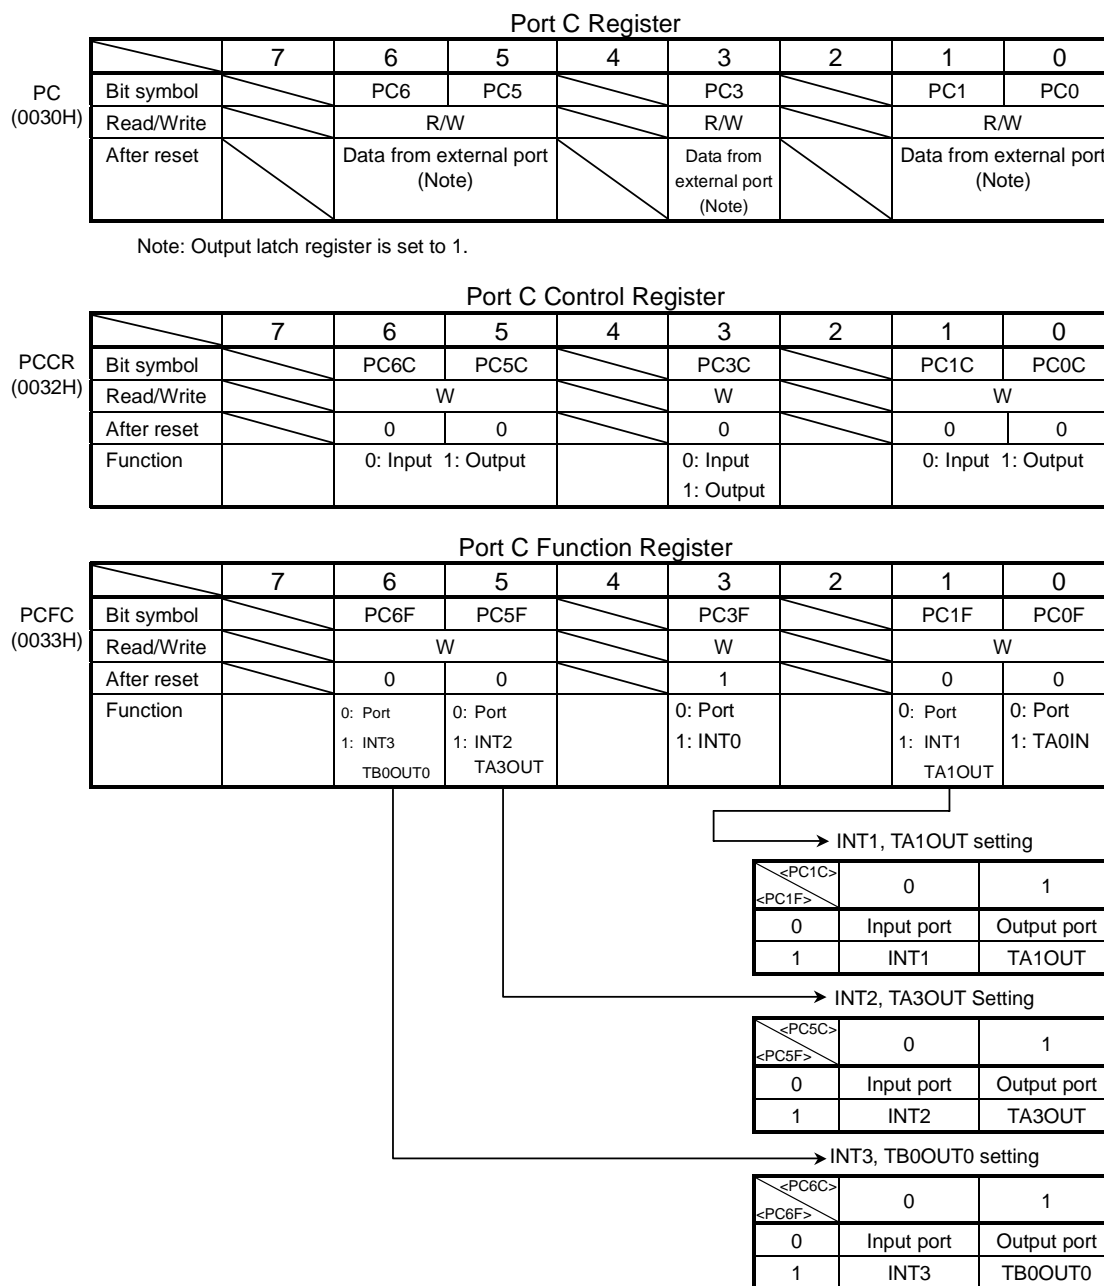 Port C Register
7 6 5 4 3 2 1 0
PC
(0030H)
Bit symbol PC6 PC5 PC3 PC1 PC0
Read/Write R/W R/W R/W
After reset Data from external port (Note) Data from external port (Note) Data from external port (Note)
Note: Output latch register is set to 1.
Port C Control Register
7 6 5 4 3 2 1 0
PCCR
(0032H)
Bit symbol PC6C PC5C PC3C PC1C PC0C
Read/Write W W W
After reset 0 0 0 0 0
Function 0: Input 1: Output 0: Input 1: Output 0: Input 1: Output
Port C Function Register
7 6 5 4 3 2 1 0
PCFC
(0033H)
Bit symbol PC6F PC5F PC3F PC1F PC0F
Read/Write W W W
After reset 0 0 1 0 0
Function 0: Port 0: Port 0: Port 0: Port 0: Port
1: INT3 1: INT2 1: INT0 1: INT1 1: TA0IN
TB0OUT0 TA3OUT TA1OUT
INT1, TA1OUT setting
<PC1C> 0 1
<PC1F>
0 Input port Output port
1 INT1 TA1OUT
INT2, TA3OUT Setting
<PC5C> 0 1
<PC5F>
0 Input port Output port
1 INT2 TA3OUT
INT3, TB0OUT0 setting
<PC6C> 0 1
<PC6F>
0 Input port Output port
1 INT3 TB0OUT0